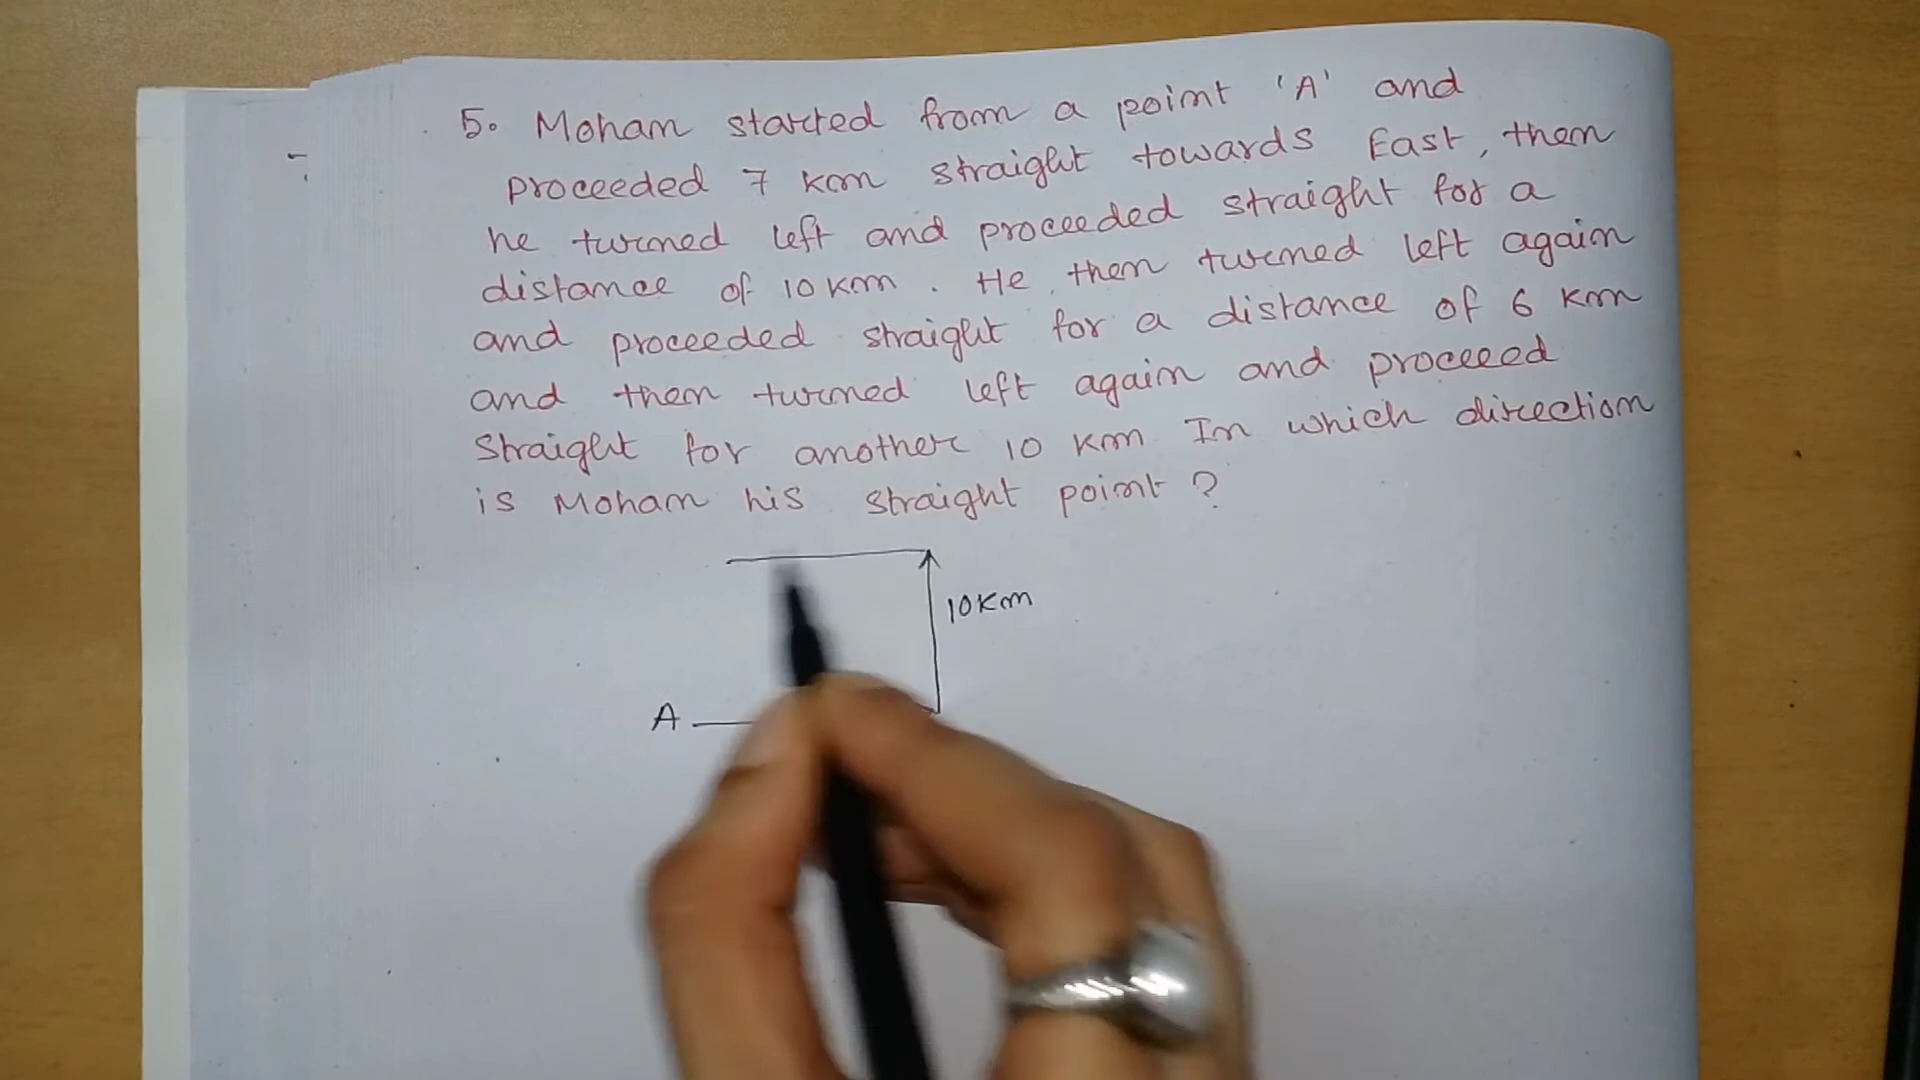 5. Mohan started from a point 'A' and
proceeded 7 km straight towards East, then
he turned left and proceeded straight for a
distance of 10 km. He then turned left again
and proceeded straight for a distance of 6 km
and then turned left again and proceeed
straight for another 10 km In which direction
is Mohan his straight point?
10 Km
A